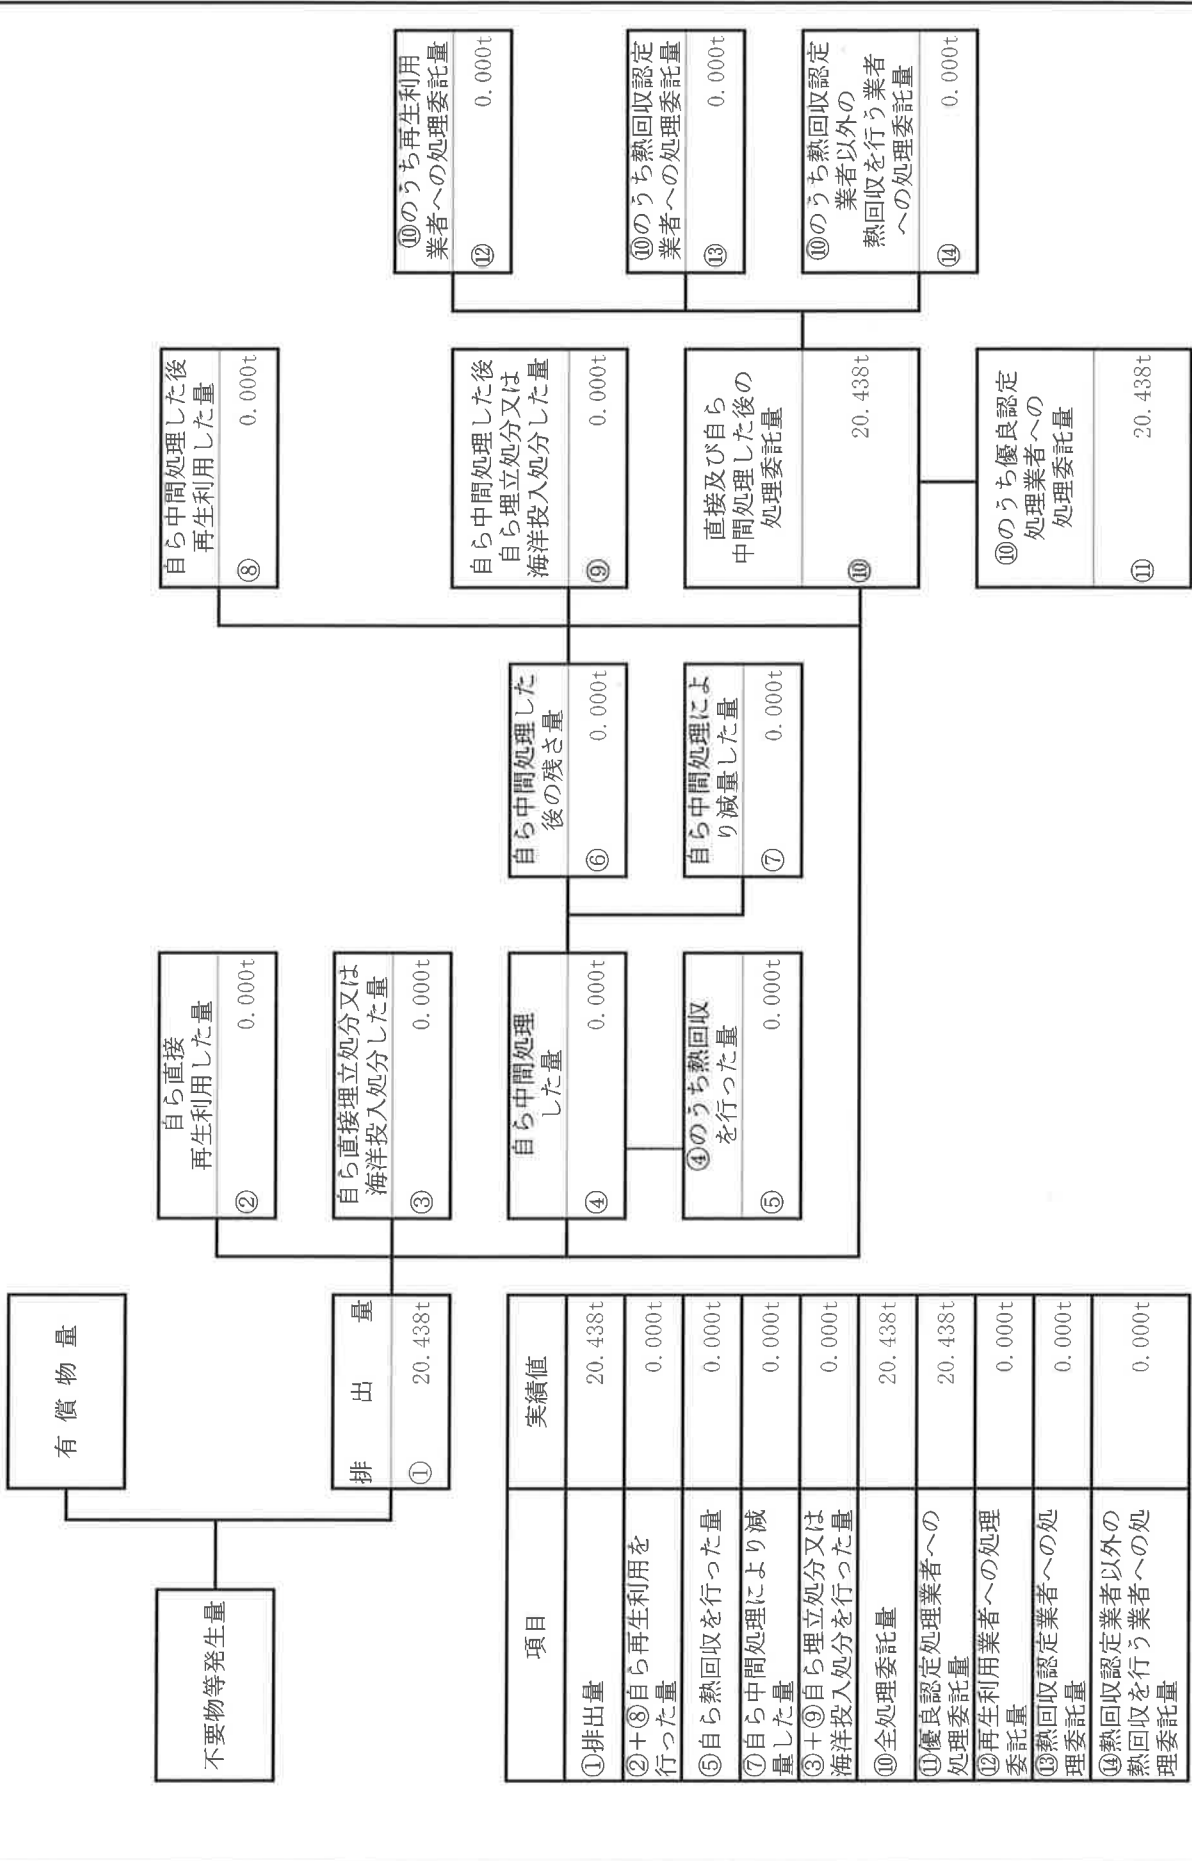 不要物等発生量
有償物量
排出量
① 20.438t
自ら直接
再生利用した量
② 0.000t
自ら直接埋立処分又は
海洋投入処分した量
③ 0.000t
自ら中間処理
した量
④ 0.000t
④のうち熱回収
を行った量
⑤ 0.000t
自ら中間処理した
後の残さ量
⑥ 0.000t
自ら中間処理によ
り減量した量
⑦ 0.000t
自ら中間処理した後
再生利用した量
⑧ 0.000t
自ら中間処理した後
自ら埋立処分又は
海洋投入処分した量
⑨ 0.000t
直接及び自ら
中間処理した後の
処理委託量
⑩ 20.438t
⑩のうち優良認定
処理業者への
処理委託量
⑪ 20.438t
⑩のうち再生利用
業者への処理委託量
⑫ 0.000t
⑩のうち熱回収認定
業者への処理委託量
⑬ 0.000t
⑩のうち熱回収認定
業者以外の
熱回収を行う業者
への処理委託量
⑭ 0.000t
項目 実績値
①排出量 20.438t
②+⑧自ら再生利用を
行った量 0.000t
⑤自ら熱回収を行った量 0.000t
⑦自ら中間処理により減
量した量 0.000t
③+⑨自ら埋立処分又は
海洋投入処分を行った量 0.000t
⑩全処理委託量 20.438t
⑪優良認定処理業者への
処理委託量 20.438t
⑫再生利用業者への処理
委託量 0.000t
⑬熱回収認定業者への処
理委託量 0.000t
⑭熱回収認定業者以外の
熱回収を行う業者への処
理委託量 0.000t